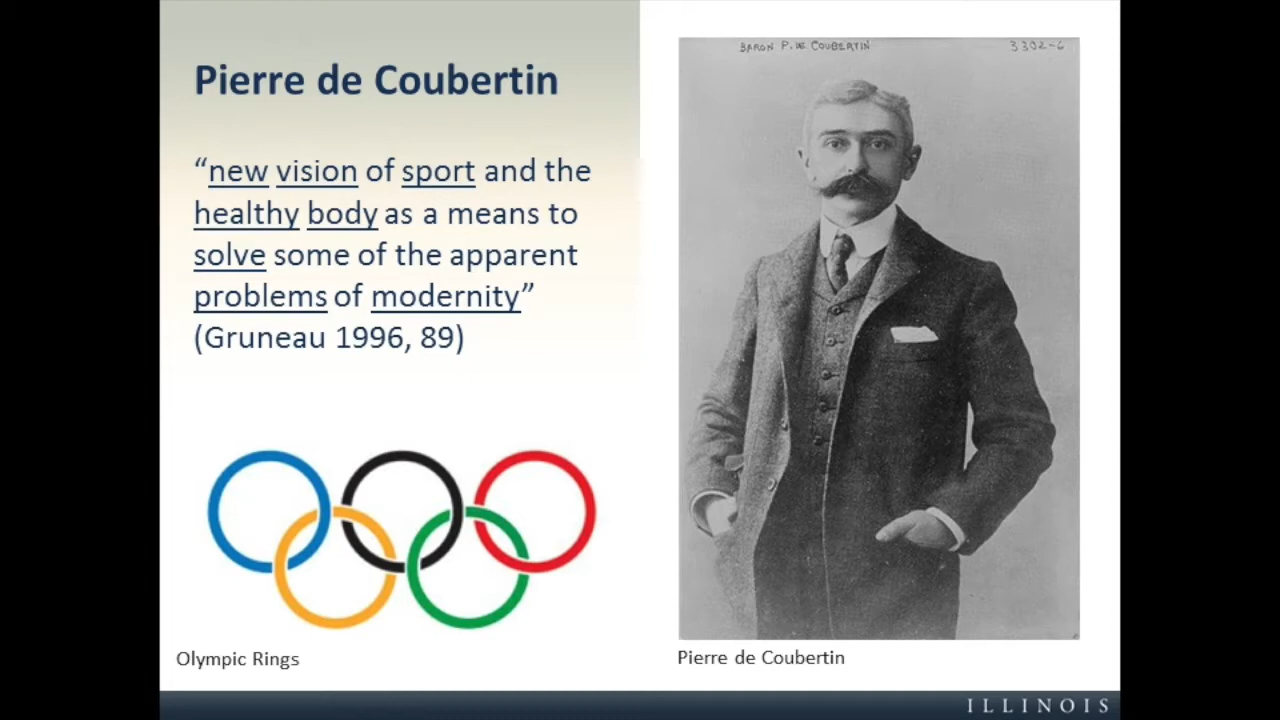 Pierre de Coubertin
“new vision of sport and the
healthy body as a means to
solve some of the apparent
problems of modernity”
(Gruneau 1996, 89)
Olympic Rings
BARON P. de COUBERTIN
3302-6
Pierre de Coubertin
ILLINOIS